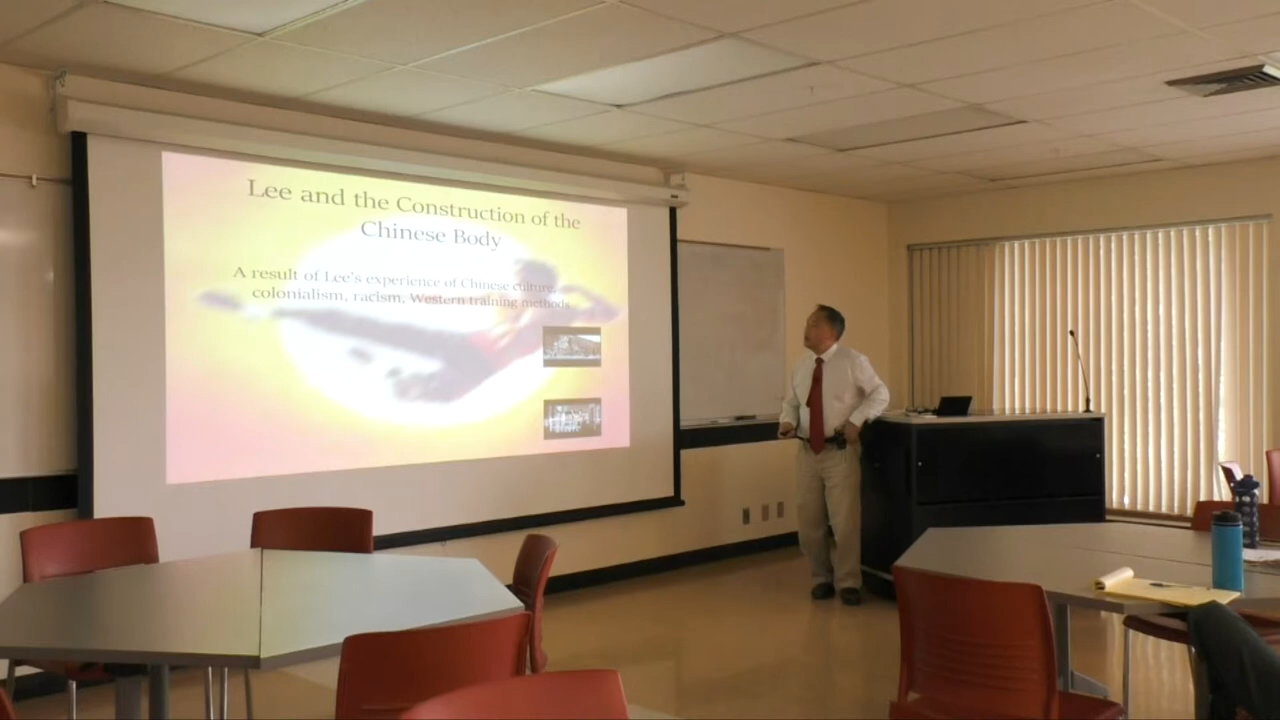 Lee and the Construction of the
Chinese Body
A result of Lee's experience of Chinese culture,
colonialism, racism, Western training methods